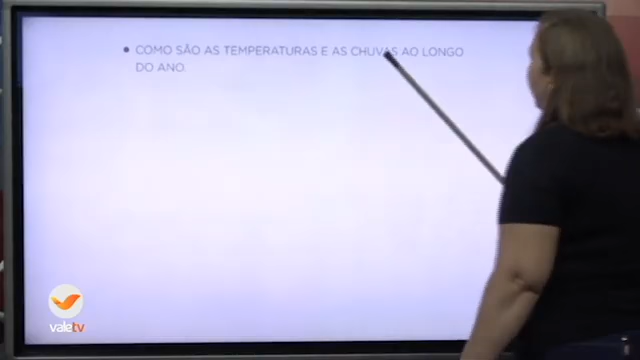 • COMO SÃO AS TEMPERATURAS E AS CHUVAS AO LONGO
DO ANO.
valetv